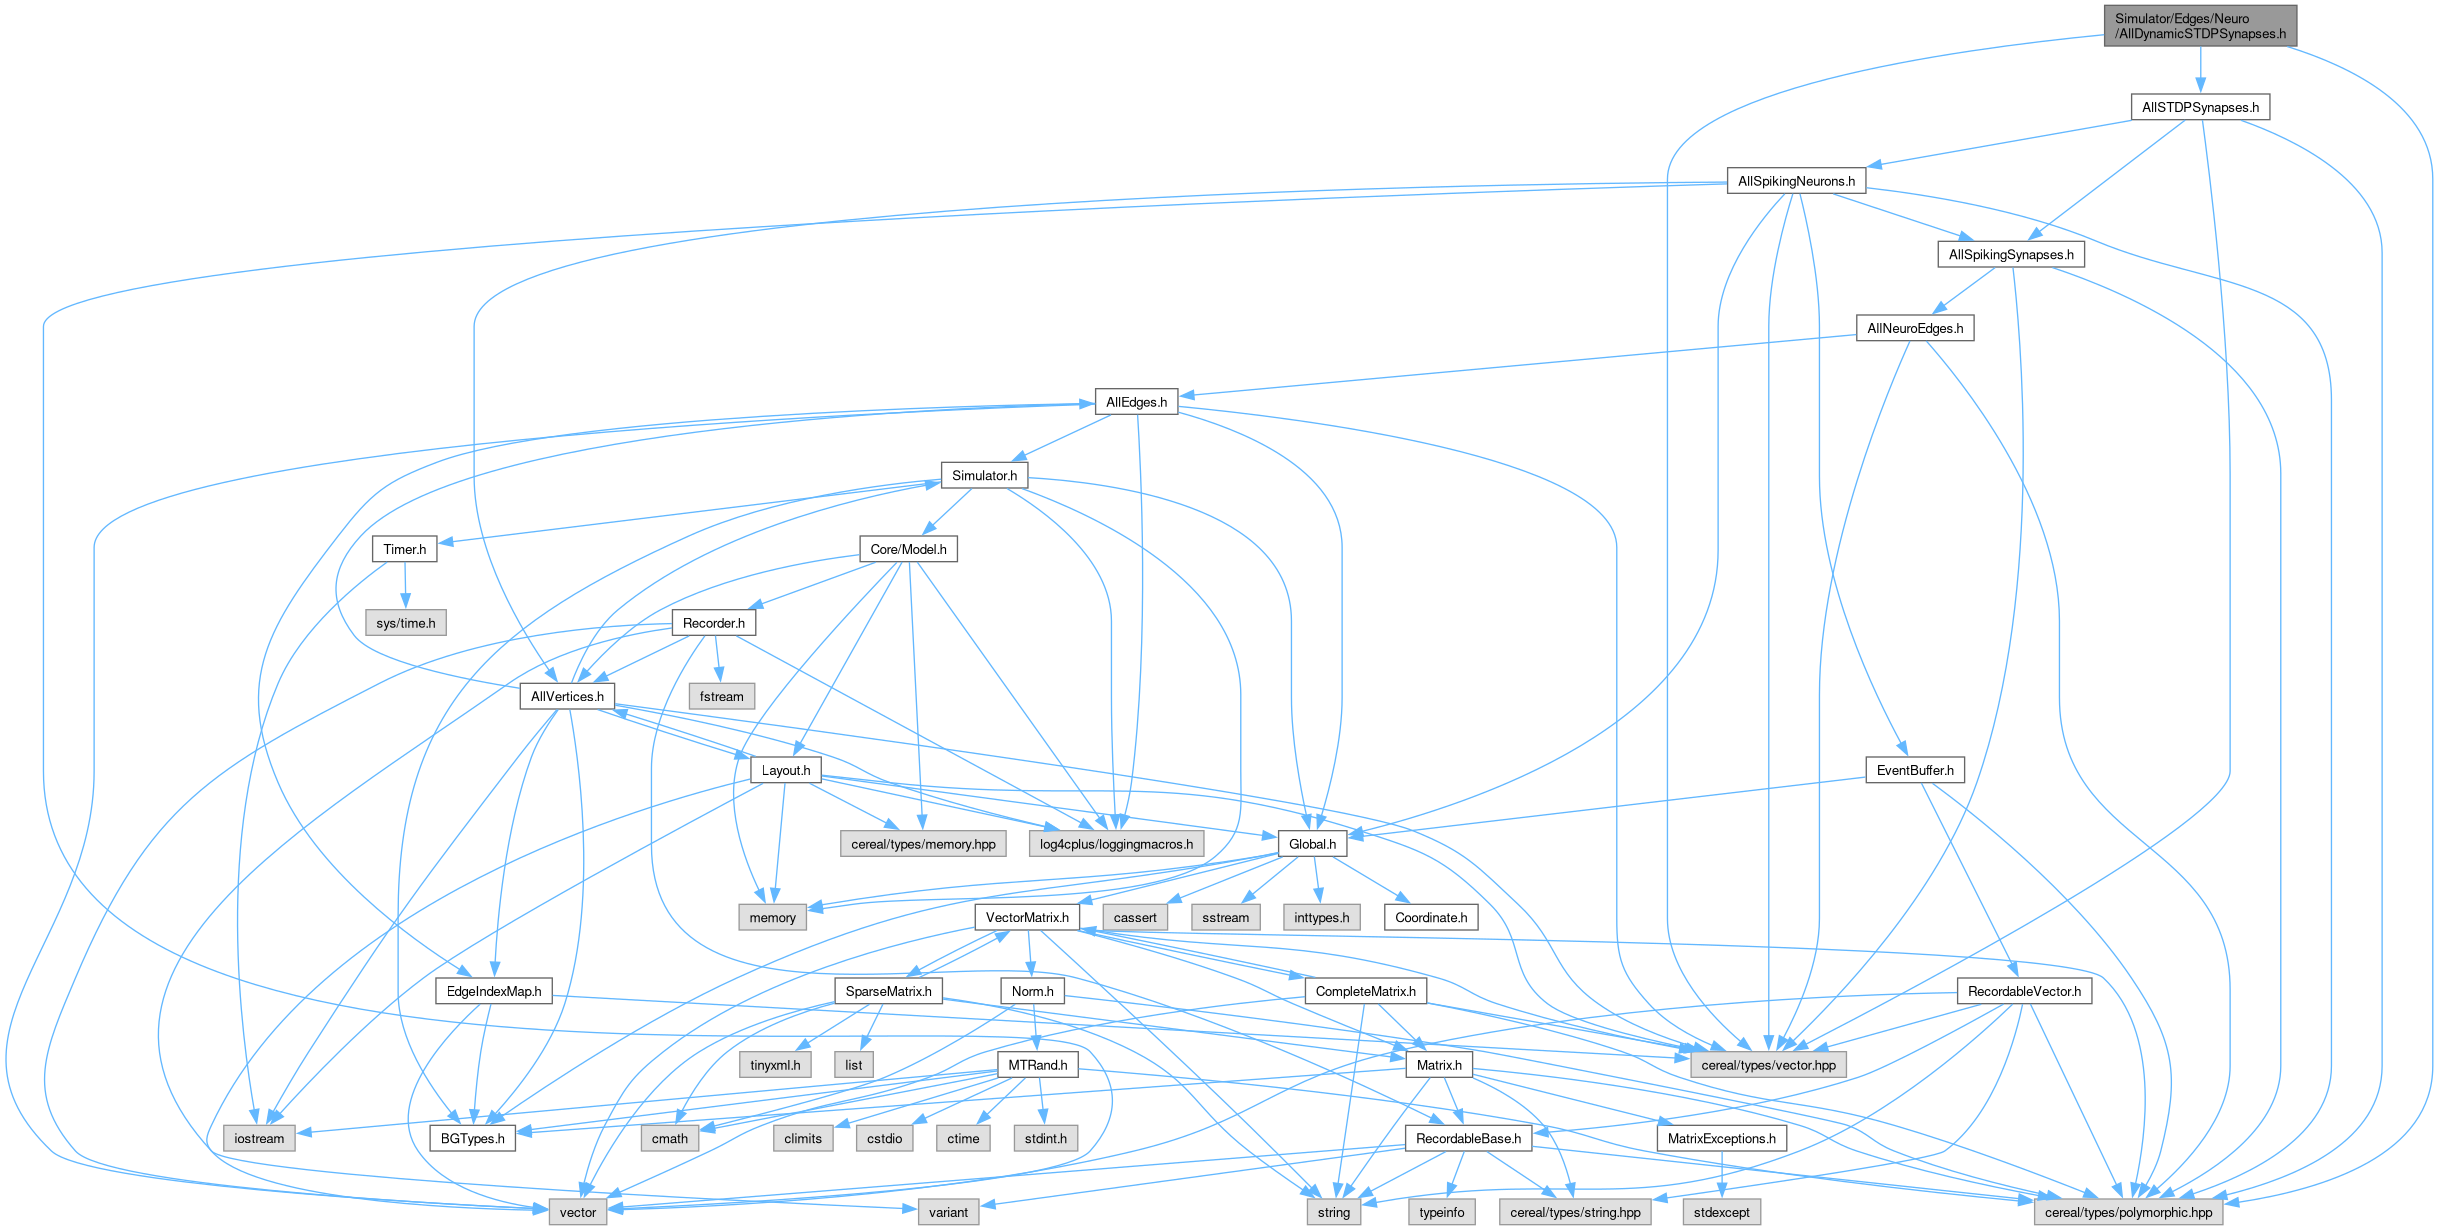 Simulator/Edges/Neuro
/AllDynamicSTDPSynapses.h
AllSTDPSynapses.h
AllSpikingNeurons.h
AllSpikingSynapses.h
AllNeuroEdges.h
AllEdges.h
Simulator.h
Timer.h
Core/Model.h
sys/time.h
Recorder.h
AllVertices.h
fstream
Layout.h
EventBuffer.h
cereal/types/memory.hpp
log4cplus/loggingmacros.h
Global.h
memory
VectorMatrix.h
cassert
sstream
inttypes.h
Coordinate.h
EdgeIndexMap.h
SparseMatrix.h
Norm.h
CompleteMatrix.h
RecordableVector.h
tinyxml.h
list
MTRand.h
Matrix.h
cereal/types/vector.hpp
iostream
BGTypes.h
cmath
climits
cstdio
ctime
stdint.h
RecordableBase.h
MatrixExceptions.h
vector
variant
string
typeinfo
cereal/types/string.hpp
stdexcept
cereal/types/polymorphic.hpp